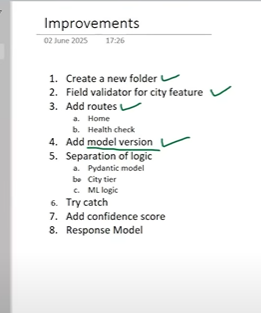 Improvements
02 June 2025 17:26
1. Create a new folder
2. Field validator for city feature
3. Add routes
a. Home
b. Health check
4. Add model version
5. Separation of logic
a. Pydantic model
b. City tier
c. ML logic
6. Try catch
7. Add confidence score
8. Response Model